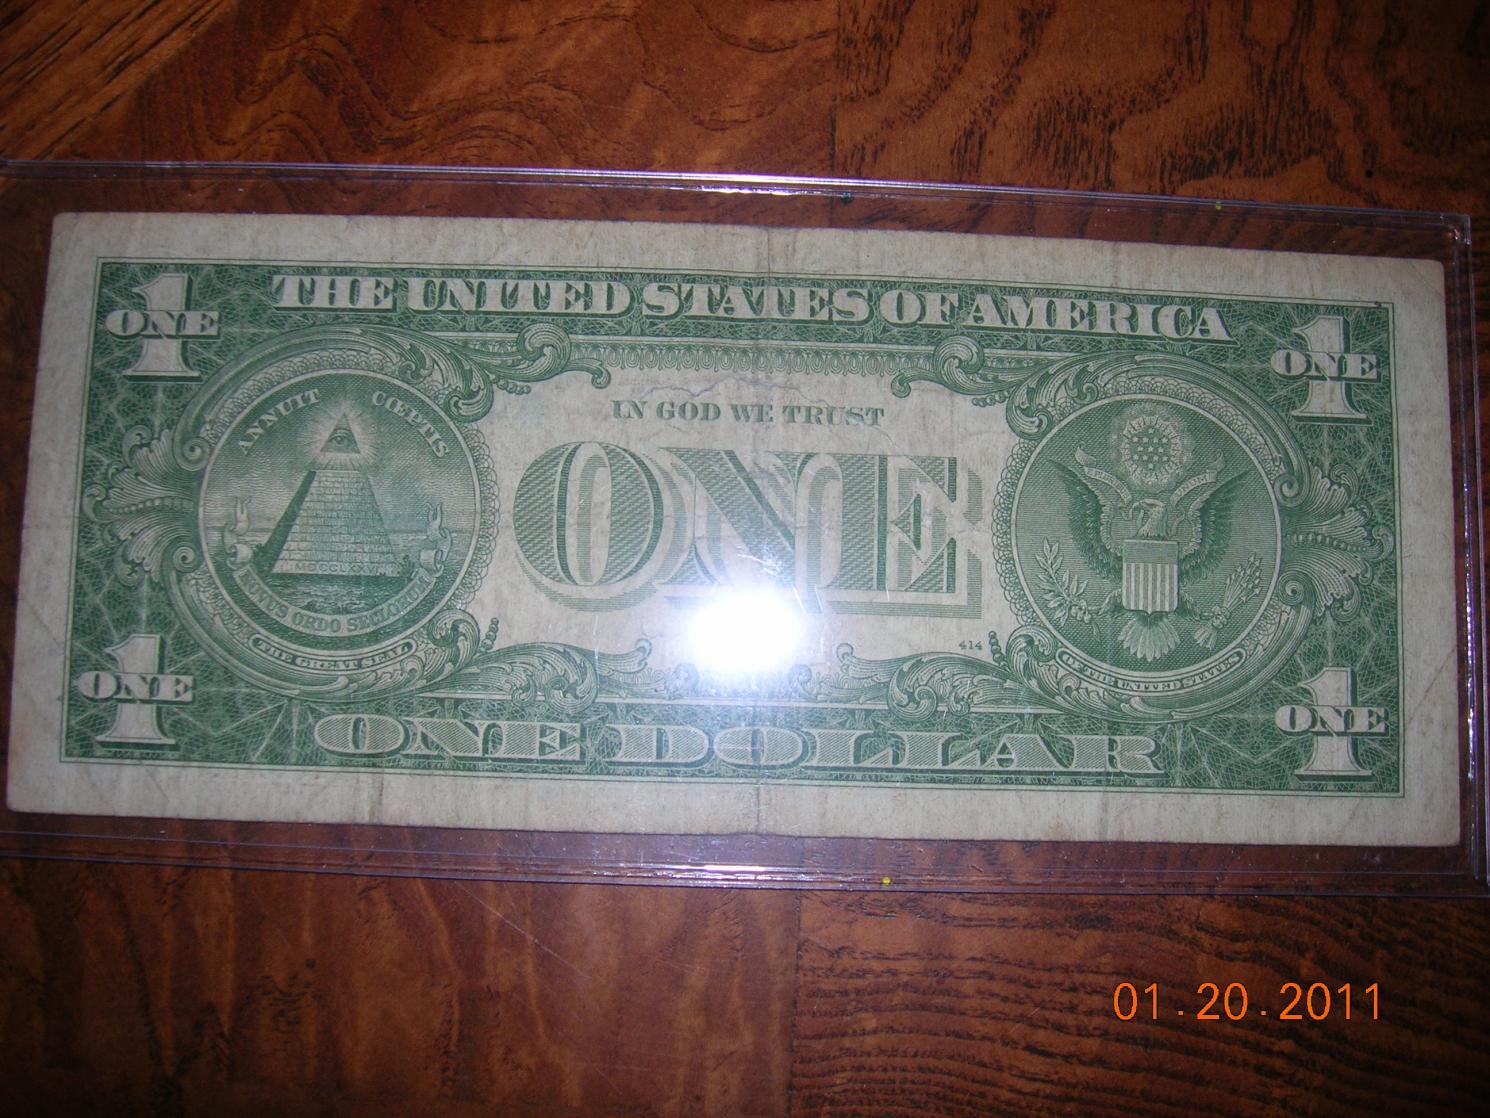 THE UNITED STATES OF AMERICA
1
ONE
1
ONE
ANNUIT CŒPTIS
IN GOD WE TRUST
ONE
MDCCLXXVI
NOVUS ORDO SECLORUM
THE GREAT SEAL
414
OF THE UNITED STATES
1
ONE
1
ONE
ONE DOLLAR
01.20.2011